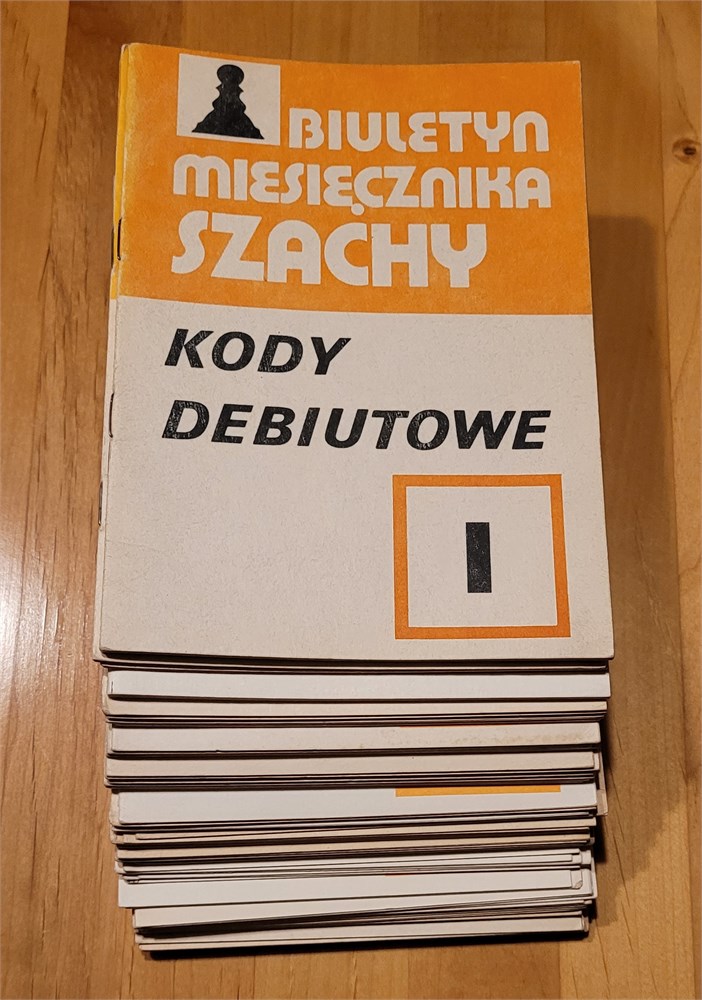 BIULETYN
MIESIĘCZNIKA
SZACHY
KODY
DEBIUTOWE
I